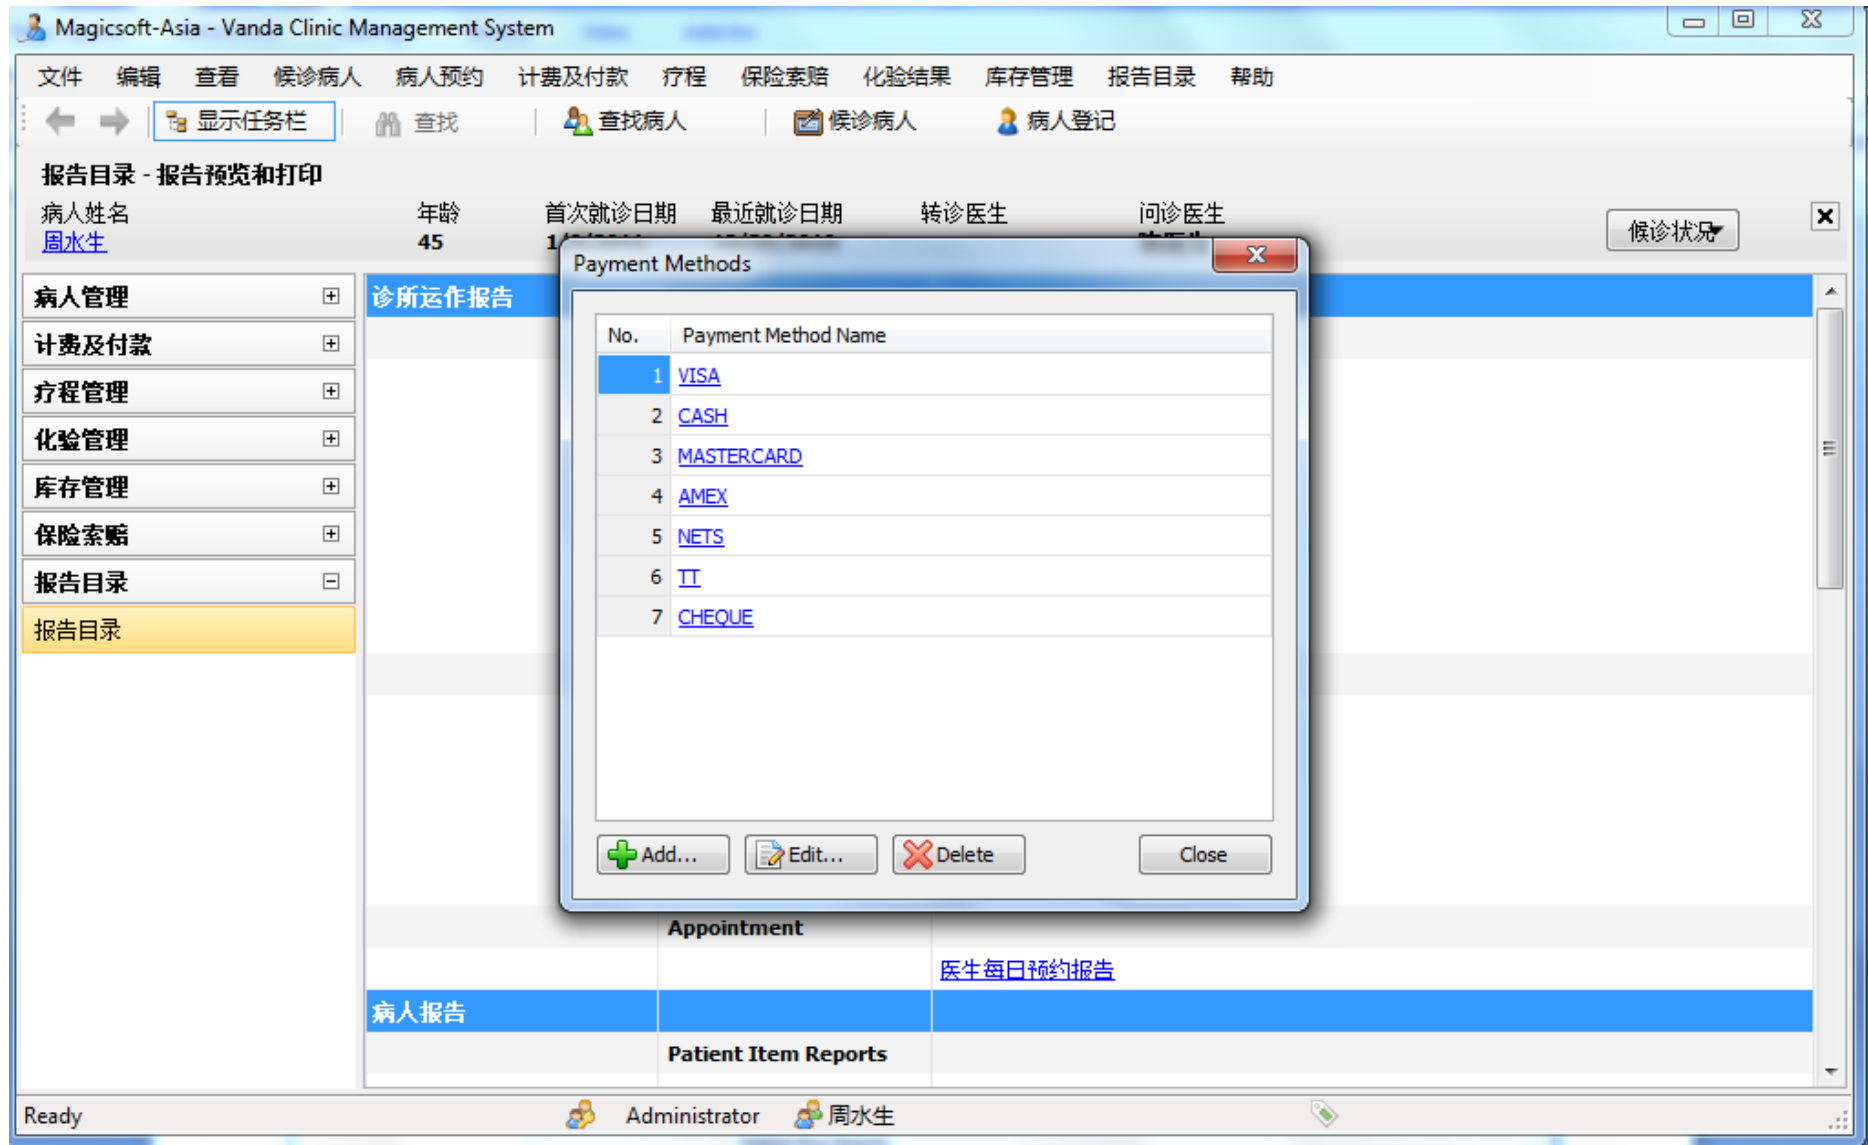 Magicsoft-Asia - Vanda Clinic Management System
文件 编辑 查看 候诊病人 病人预约 计费及付款 疗程 保险索赔 化验结果 库存管理 报告目录 帮助
显示任务栏 查找 查找病人 候诊病人 病人登记
报告目录 - 报告预览和打印
病人姓名 年龄 首次就诊日期 最近就诊日期 转诊医生 问诊医生
周水生 45
候诊状况
Payment Methods
病人管理
计费及付款
疗程管理
化验管理
库存管理
保险索赔
报告目录
报告目录
诊所运作报告
No. Payment Method Name
1 VISA
2 CASH
3 MASTERCARD
4 AMEX
5 NETS
6 TT
7 CHEQUE
Add... Edit... Delete Close
Appointment
医生每日预约报告
病人报告
Patient Item Reports
Ready Administrator 周水生